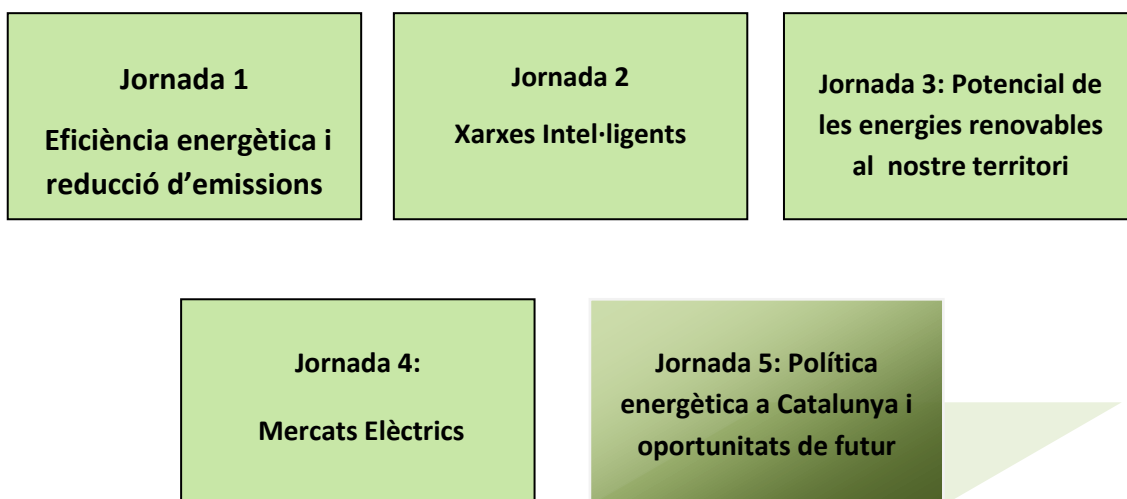 Jornada 1
Eficiència energètica i
reducció d'emissions
Jornada 2
Xarxes Intel·ligents
Jornada 3: Potencial de
les energies renovables
al nostre territori
Jornada 4:
Mercats Elèctrics
Jornada 5: Política
energètica a Catalunya i
oportunitats de futur